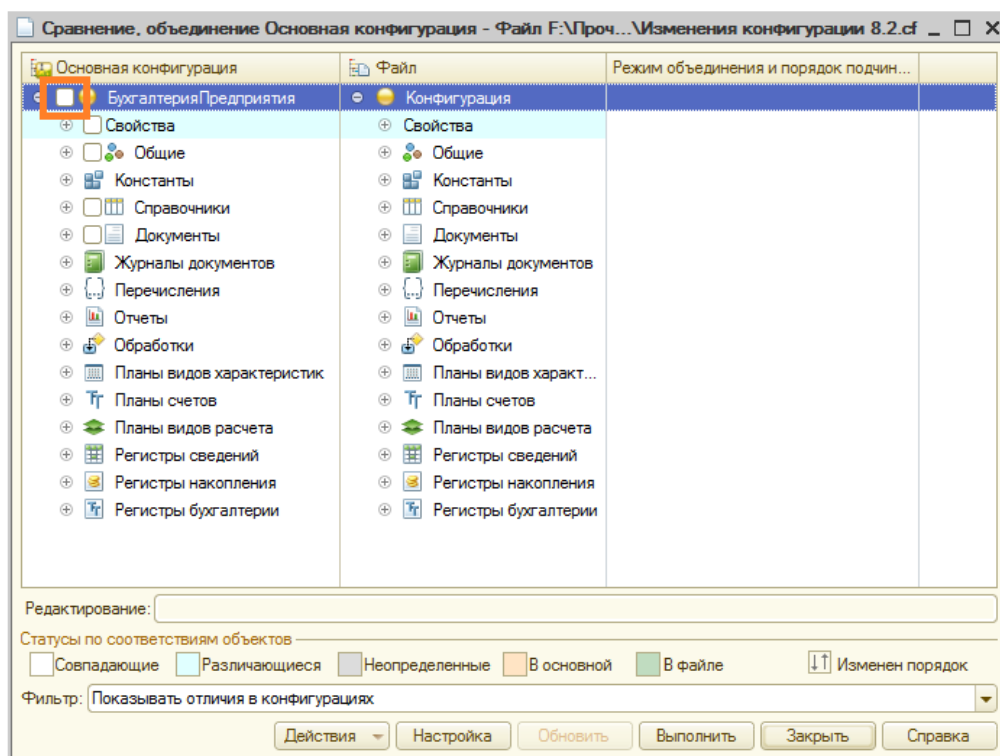 Сравнение, объединение Основная конфигурация - Файл F:\Проч...\Изменения конфигурации 8.2.cf
Основная конфигурация Файл Режим объединения и порядок подчин...
БухгалтерияПредприятия Конфигурация
Свойства Свойства
Общие Общие
Константы Константы
Справочники Справочники
Документы Документы
Журналы документов Журналы документов
Перечисления Перечисления
Отчеты Отчеты
Обработки Обработки
Планы видов характеристик Планы видов характ...
Планы счетов Планы счетов
Планы видов расчета Планы видов расчета
Регистры сведений Регистры сведений
Регистры накопления Регистры накопления
Регистры бухгалтерии Регистры бухгалтерии
Редактирование:
Статусы по соответствиям объектов
Совпадающие Различающиеся Неопределенные В основной В файле Изменен порядок
Фильтр: Показывать отличия в конфигурациях
Действия Настройка Обновить Выполнить Закрыть Справка